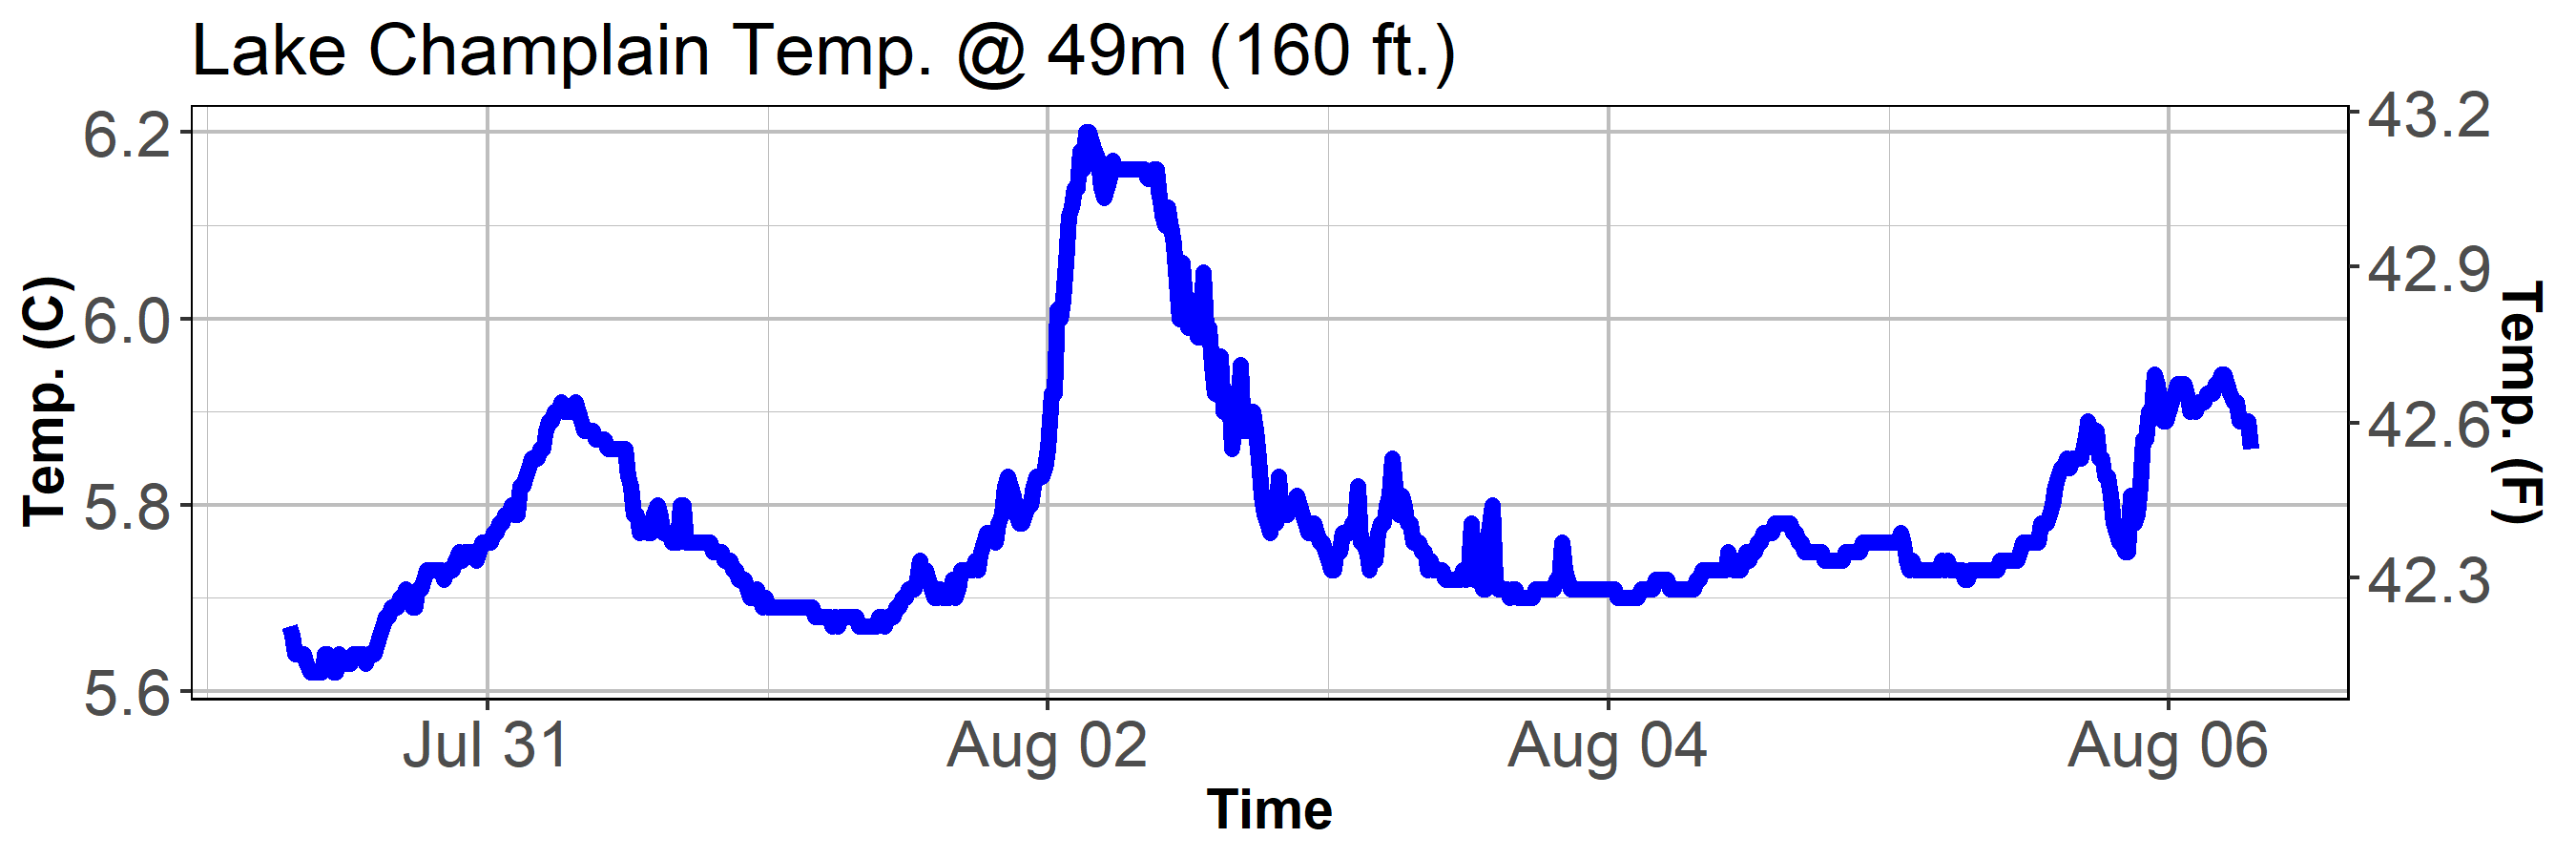 Lake Champlain Temp. @ 49m (160 ft.)
Temp. (C)
6.2
6.0
5.8
5.6
43.2
42.9
42.6
42.3
Temp. (F)
Jul 31 Aug 02 Aug 04 Aug 06
Time